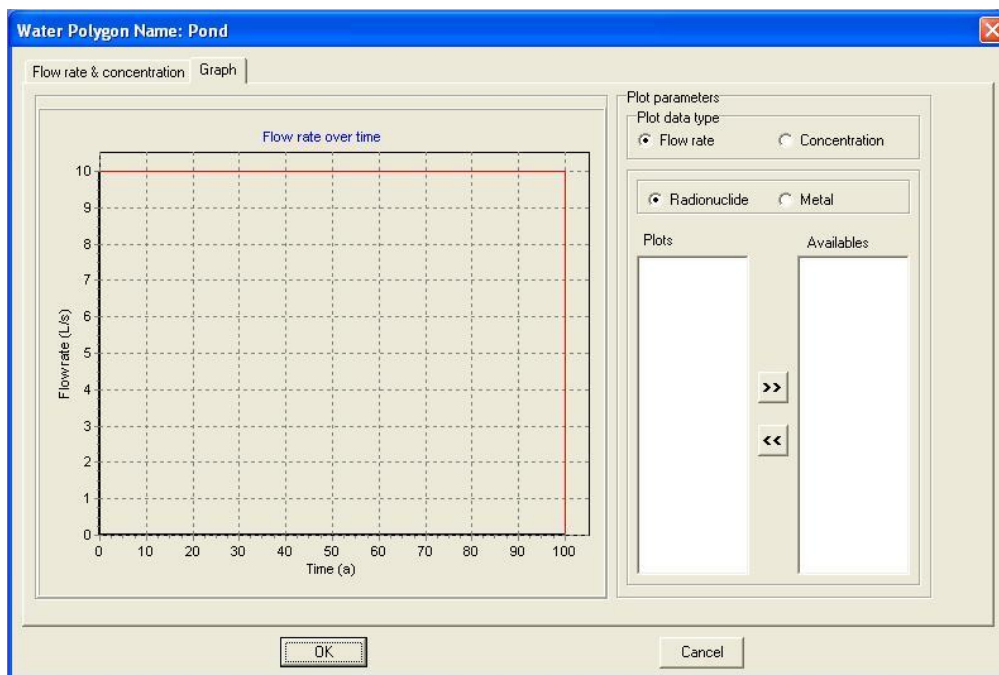 Water Polygon Name: Pond
Flow rate & concentration Graph
Flow rate over time
10
9
8
7
6
5
4
3
2
1
0
Flowrate (L/s)
0 10 20 30 40 50 60 70 80 90 100
Time (a)
Plot parameters
Plot data type
Flow rate Concentration
Radionuclide Metal
Plots Availables
>>
<<
OK Cancel